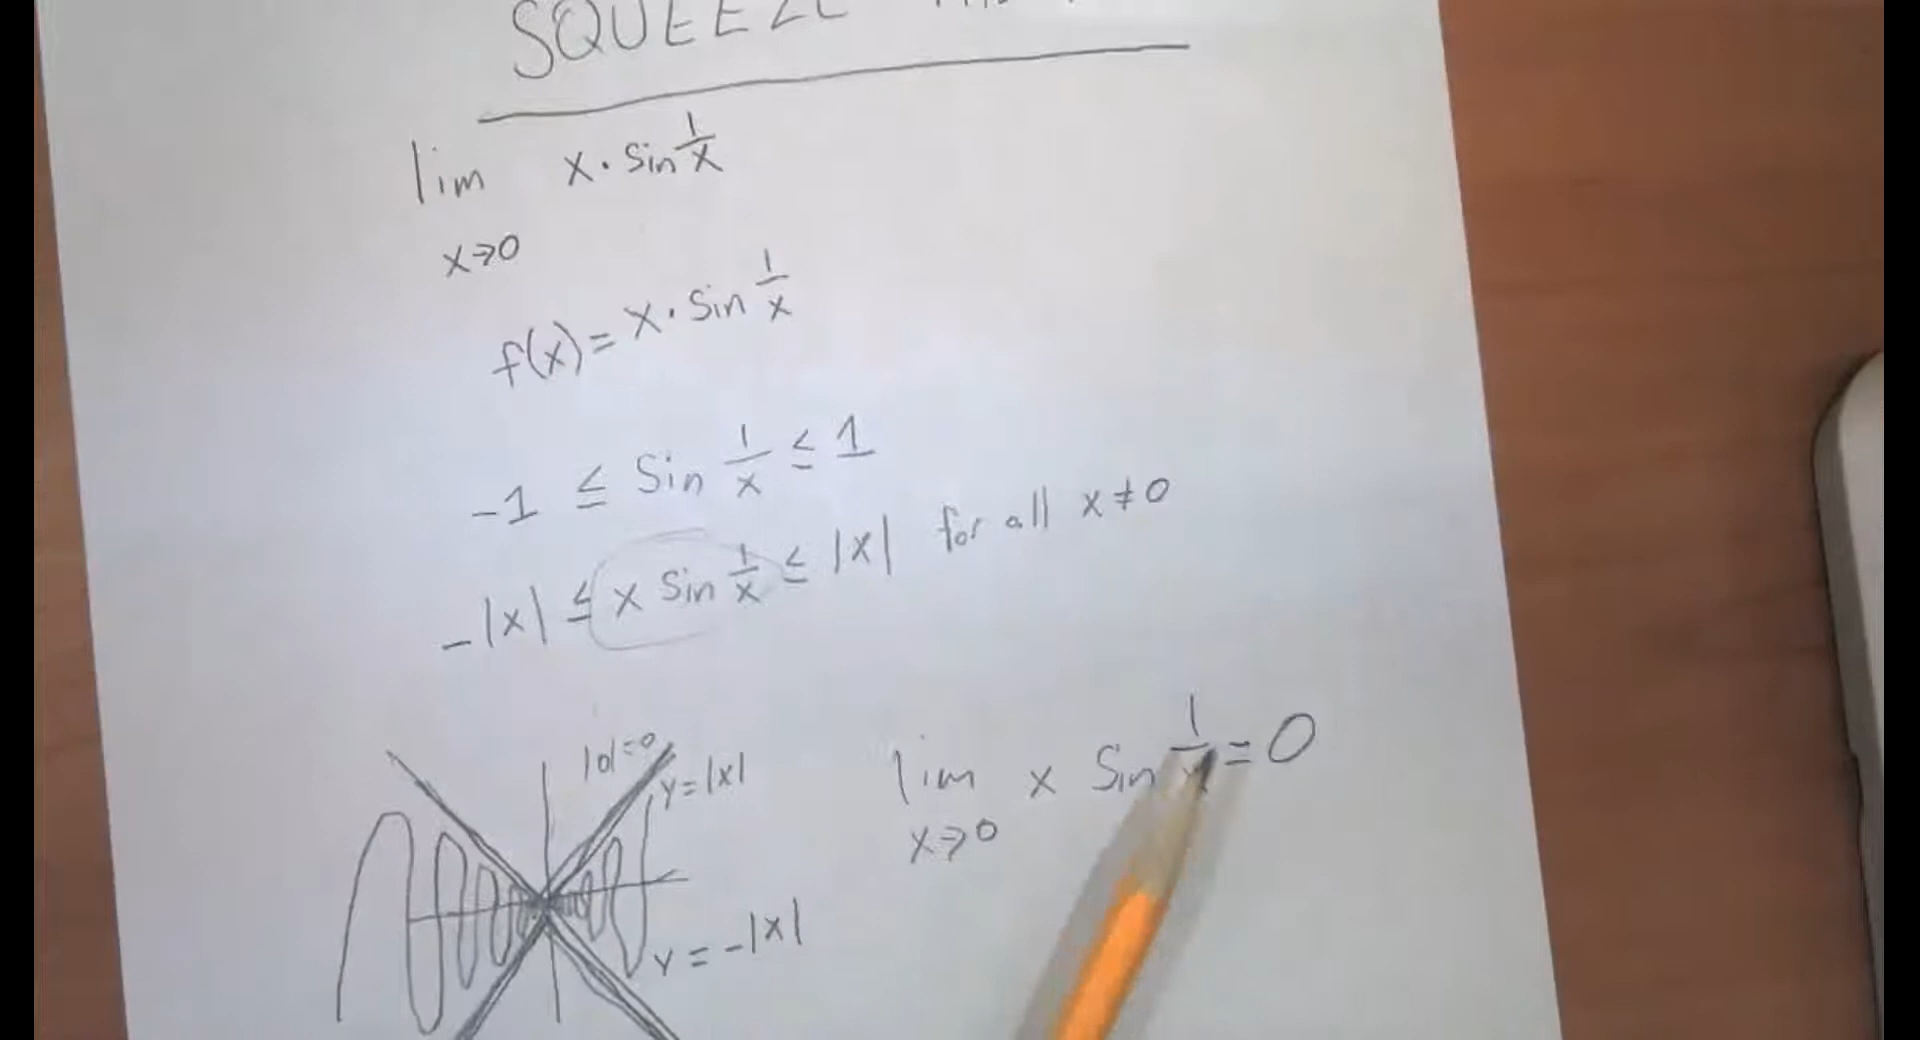 SQUEEZE
lim x · sin 1/x
x→0
f(x) = x · sin 1/x
-1 ≤ Sin 1/x ≤ 1
-|x| ≤ x Sin 1/x ≤ |x| for all x ≠ 0
|0|=0
y = |x|
lim x Sin 1/x = 0
x→0
y = -|x|